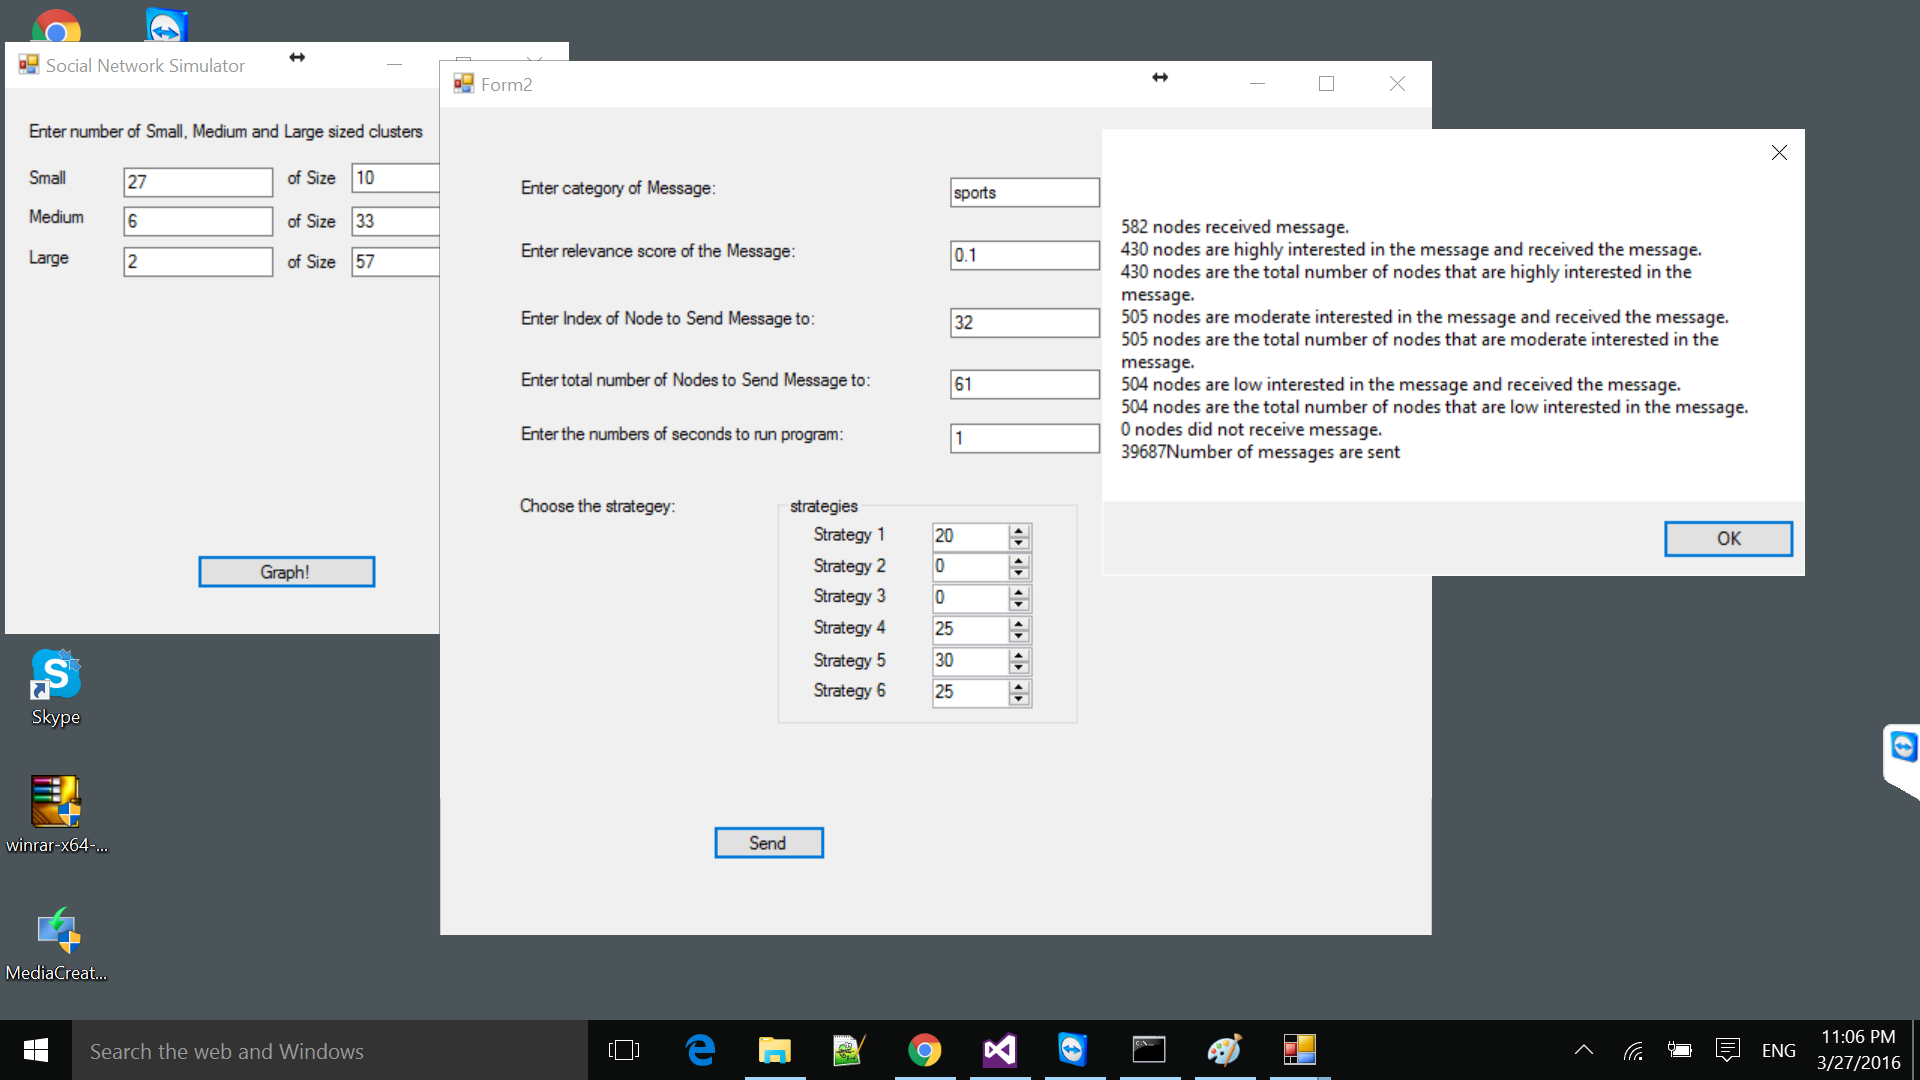 Social Network Simulator
Enter number of Small, Medium and Large sized clusters
Small 27 of Size 10
Medium 6 of Size 33
Large 2 of Size 57
Graph!
Form2
Enter category of Message: sports
Enter relevance score of the Message: 0.1
Enter Index of Node to Send Message to: 32
Enter total number of Nodes to Send Message to: 61
Enter the numbers of seconds to run program: 1
Choose the strategey: strategies
Strategy 1 20
Strategy 2 0
Strategy 3 0
Strategy 4 25
Strategy 5 30
Strategy 6 25
Send
582 nodes received message.
430 nodes are highly interested in the message and received the message.
430 nodes are the total number of nodes that are highly interested in the
message.
505 nodes are moderate interested in the message and received the message.
505 nodes are the total number of nodes that are moderate interested in the
message.
504 nodes are low interested in the message and received the message.
504 nodes are the total number of nodes that are low interested in the message.
0 nodes did not receive message.
39687Number of messages are sent
OK
Skype
winrar-x64-...
MediaCreat...
Search the web and Windows
ENG
11:06 PM
3/27/2016